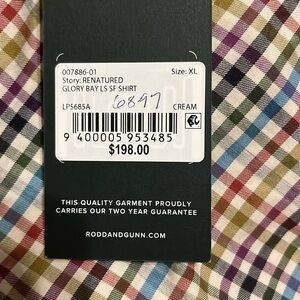 007886-01 Size: XL
Story: RENATURED
GLORY BAY LS SF SHIRT
LP5685A 6897 CREAM
9 400005 953485
$198.00
THIS QUALITY GARMENT PROUDLY
CARRIES OUR TWO YEAR GUARANTEE
RODDANDGUNN.COM